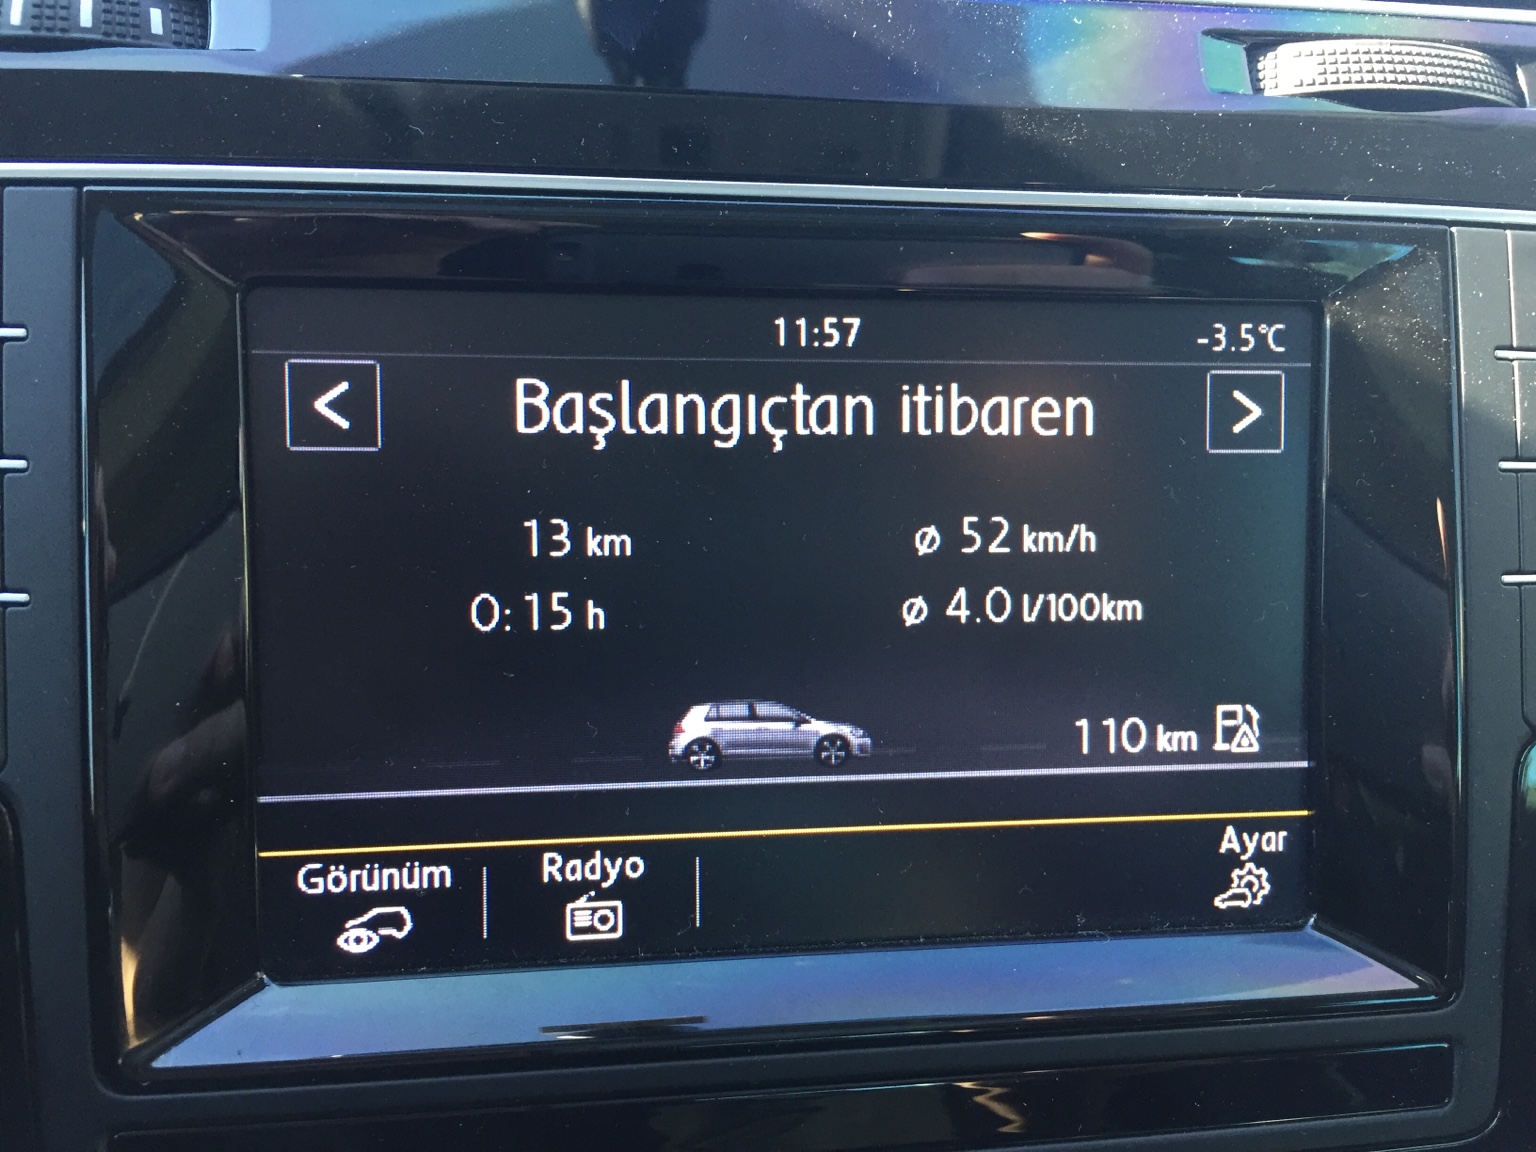 11:57 -3.5°C
< Başlangıçtan itibaren >
13 km ø 52 km/h
0:15 h ø 4.0 l/100km
110 km
Görünüm Radyo Ayar